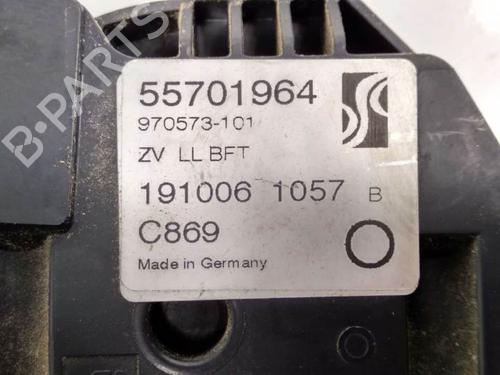 55701964
970573-101
ZV LL BFT
191006 1057 B
C869
Made in Germany
B-PARTS